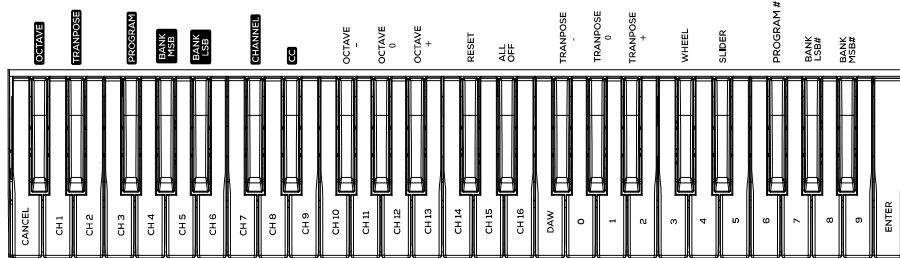 OCTAVE
TRANPOSE
PROGRAM
BANK
MSB
BANK
LSB
CHANNEL
CC
OCTAVE
-
OCTAVE
0
OCTAVE
+
RESET
ALL
OFF
TRANPOSE
-
TRANPOSE
0
TRANPOSE
+
WHEEL
SLIDER
PROGRAM #
BANK
LSB#
BANK
MSB#
CANCEL
CH 1
CH 2
CH 3
CH 4
CH 5
CH 6
CH 7
CH 8
CH 9
CH 10
CH 11
CH 12
CH 13
CH 14
CH 15
CH 16
DAW
0
1
2
3
4
5
6
7
8
9
ENTER